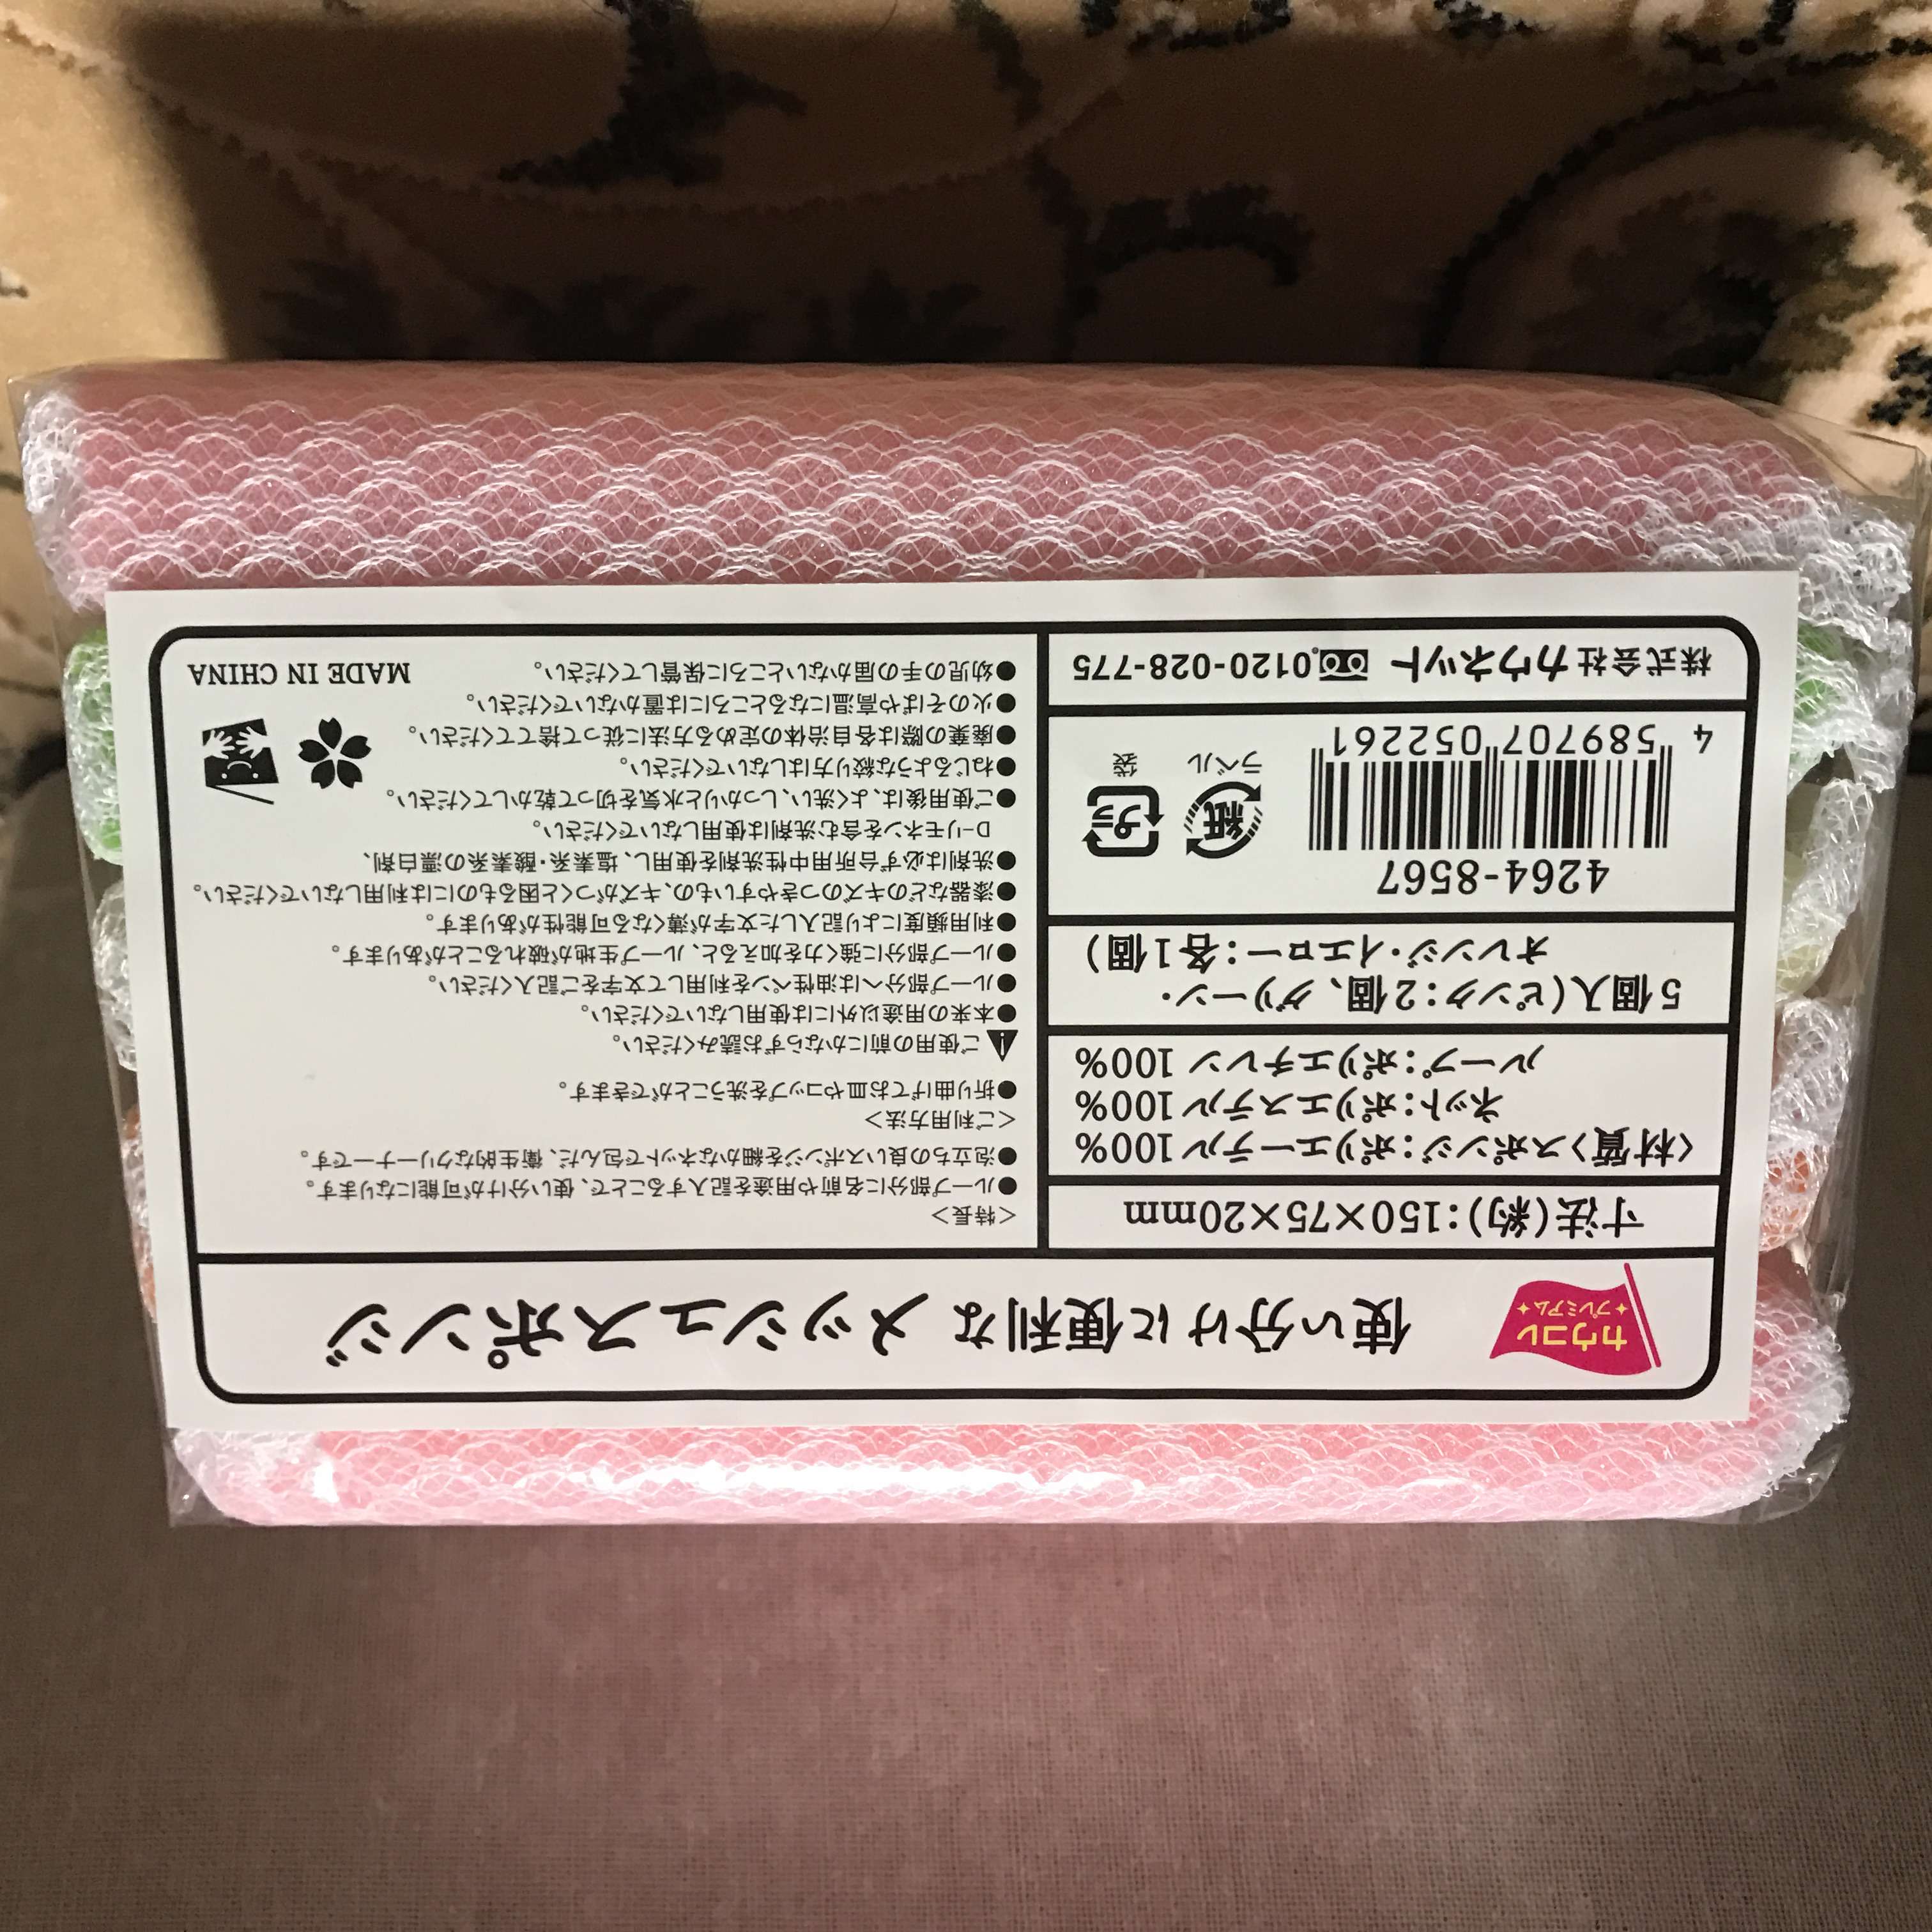 カウコレ
プレミアム
使い分けに便利な メッシュスポンジ
寸法(約):150×75×20mm
〈材質〉スポンジ:ポリエーテル 100%
ネット:ポリエステル 100%
ループ:ポリエチレン 100%
5個入(ピンク:2個、グリーン・
オレンジ・イエロー:各1個)
4264-8567
4 589707 052261
紙
ラベル
プラ
袋
株式会社カウネット 0120-028-775
<特長>
●ループ部分に名前や用途を記入することで、使い分けが可能になります。
●泡立ちの良いスポンジを細かなネットで包んだ、衛生的なクリーナーです。
<ご利用方法>
●折り曲げてお皿やコップを洗うことができます。
ご使用の前にかならずお読みください。
●本来の用途以外には使用しないでください。
●ループ部分へは油性ペンを利用して文字をご記入ください。
●ループ部分に強く力を加えると、ループ生地が破れることがあります。
●利用頻度により記入した文字が薄くなる可能性があります。
●漆器などのキズのつきやすいもの、キズがつくと困るものには利用しないでください。
●洗剤は必ず台所用中性洗剤を使用し、塩素系・酸素系の漂白剤、
D-リモネンを含む洗剤は使用しないでください。
●ご使用後は、よく洗い、しっかりと水気を切って乾かしてください。
●ねじるような絞り方はしないでください。
●廃棄の際は各自治体の定める方法に従って捨ててください。
●火のそばや高温になるところには置かないでください。
●幼児の手の届かないところに保管してください。
MADE IN CHINA